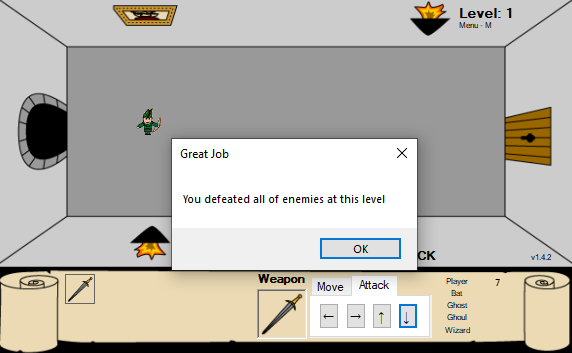 Level: 1
Menu - M
Great Job
You defeated all of enemies at this level
OK
CK
v1.4.2
Weapon
Move
Attack
← → ↑ ↓
Player 7
Bat
Ghost
Ghoul
Wizard